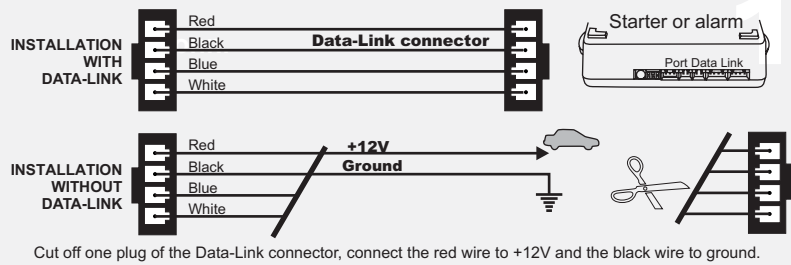 Red
INSTALLATION WITH DATA-LINK
Black
Data-Link connector
Blue
White
Starter or alarm
1
Port Data Link
INSTALLATION WITHOUT DATA-LINK
Red
+12V
Black
Ground
Blue
White
Cut off one plug of the Data-Link connector, connect the red wire to +12V and the black wire to ground.